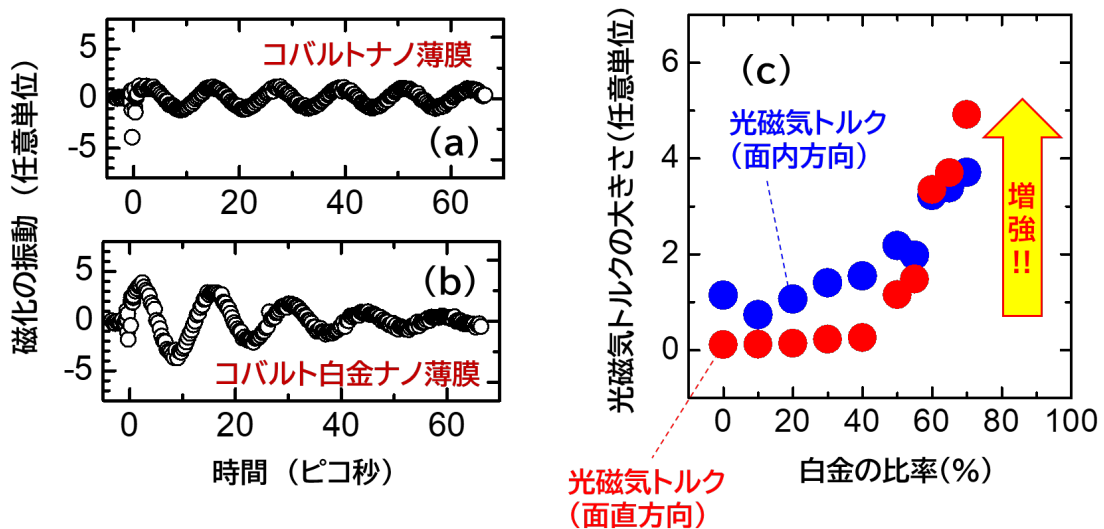 磁化の振動 (任意単位)
5
0
-5
コバルトナノ薄膜
(a)
0 20 40 60
5
0
-5
(b)
コバルト白金ナノ薄膜
0 20 40 60
時間 (ピコ秒)
光磁気トルクの大きさ(任意単位)
6
4
2
0
(c)
光磁気トルク
(面内方向)
増強!!
0 20 40 60 80 100
白金の比率(%)
光磁気トルク
(面直方向)